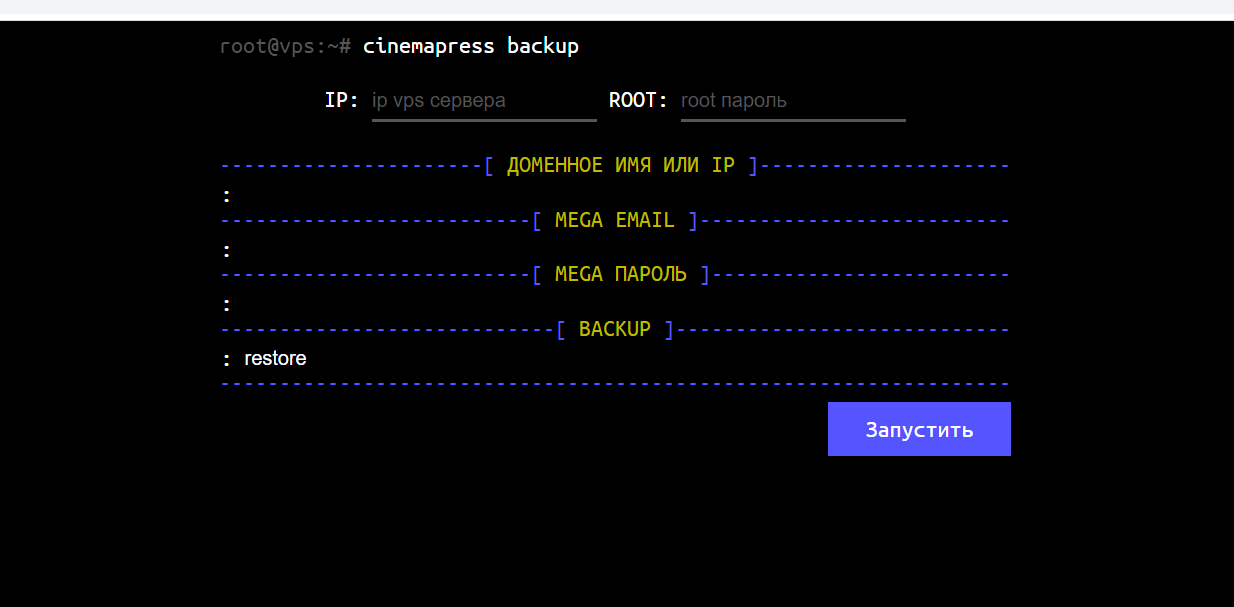 root@vps:~# cinemapress backup
IP: ip vps сервера ROOT: root пароль
----------------------[ ДОМЕННОЕ ИМЯ ИЛИ IP ]---------------------
:
--------------------------[ MEGA EMAIL ]--------------------------
:
--------------------------[ MEGA ПАРОЛЬ ]-------------------------
:
----------------------------[ BACKUP ]----------------------------
: restore
------------------------------------------------------------------
Запустить